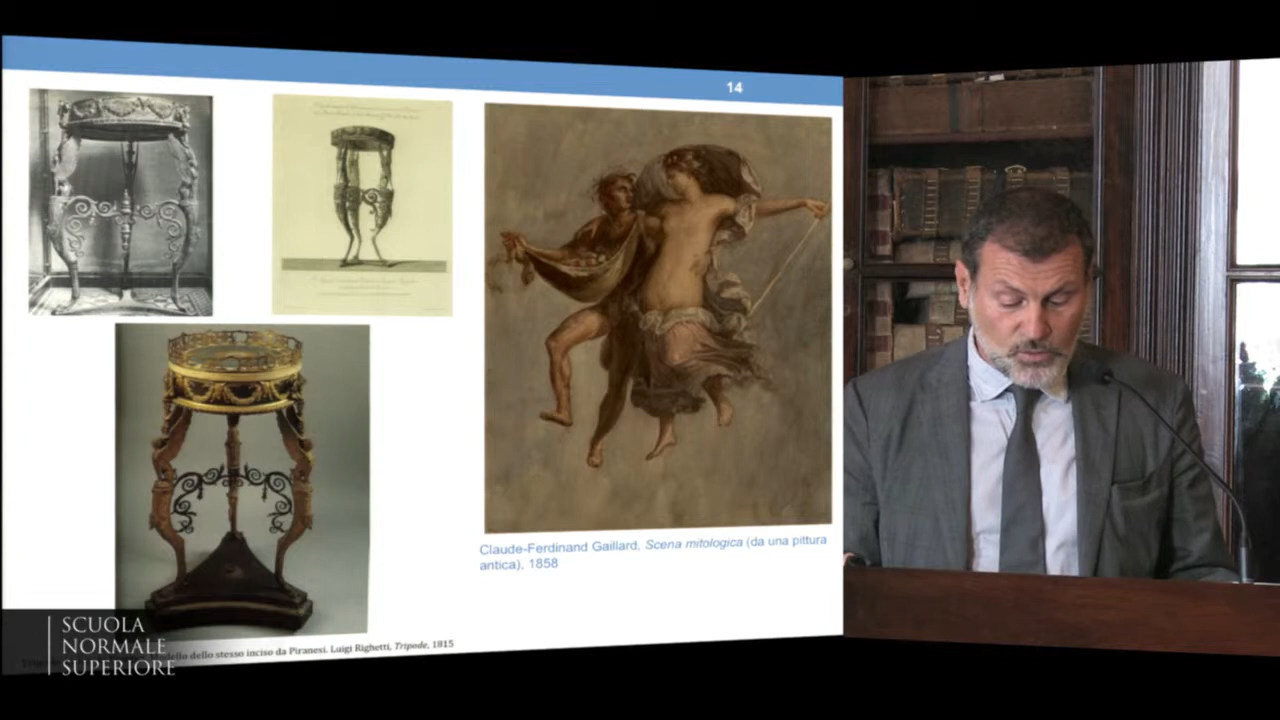 14
Claude-Ferdinand Gaillard, Scena mitologica (da una pittura
antica), 1858
dello stesso inciso da Piranesi. Luigi Righetti, Tripode, 1815
SCUOLA
NORMALE
SUPERIORE